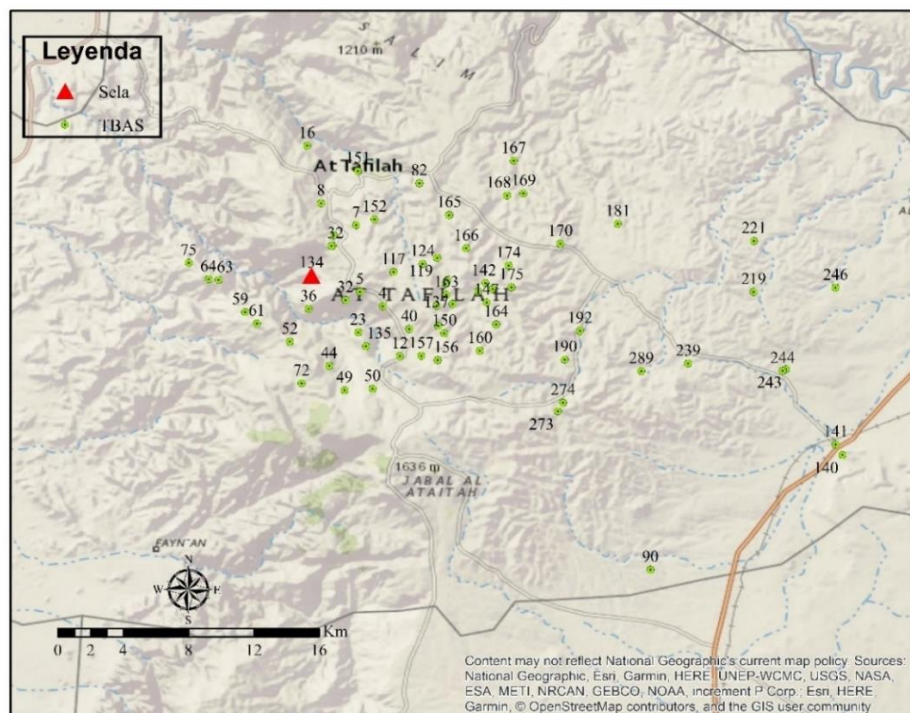 Leyenda
Sela
TBAS
1210 m
S A L I M
16
At Tafilah
151
82
167
168
169
8
7
152
165
181
32
166
170
221
75
64
63
134
117
124
119
174
219
246
5
163
142
175
147
32
36
4
AT TAFILAH
59
61
137
150
164
192
52
23
135
40
12
157
156
160
190
289
239
244
243
44
72
49
50
274
273
141
140
1636 m
JABAL AL
ATAITAH
FAYN'AN
90
N
W
E
S
0 2 4 8 12 16
Km
Content may not reflect National Geographic's current map policy. Sources:
National Geographic, Esri, Garmin, HERE, UNEP-WCMC, USGS, NASA,
ESA, METI, NRCAN, GEBCO, NOAA, increment P Corp.; Esri, HERE,
Garmin, © OpenStreetMap contributors, and the GIS user community